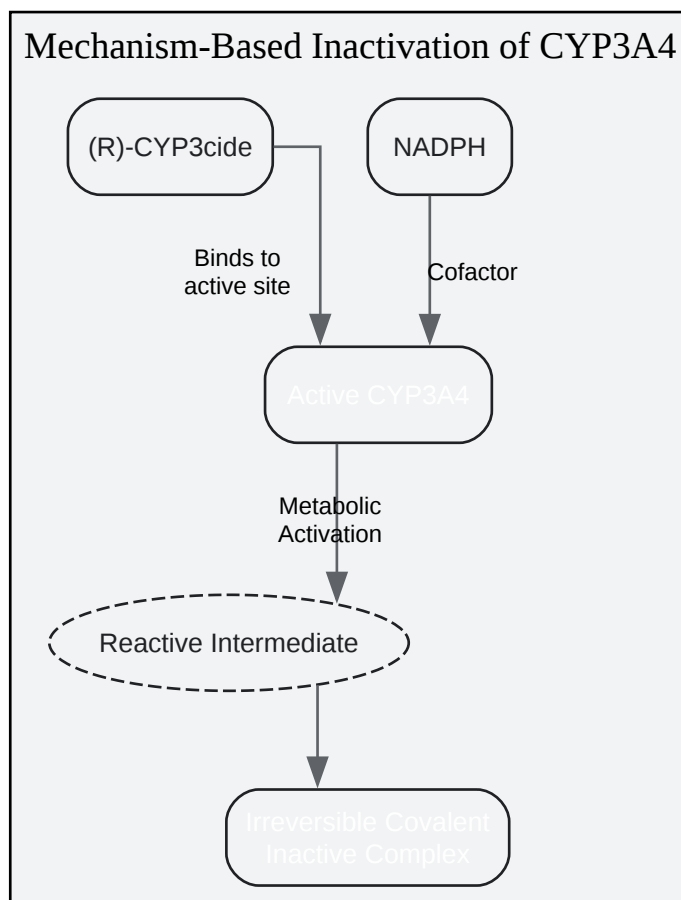 Mechanism-Based Inactivation of CYP3A4
(R)-CYP3cide
NADPH
Binds to
active site
Cofactor
Active CYP3A4
Metabolic
Activation
Reactive Intermediate
Irreversible Covalent
Inactive Complex